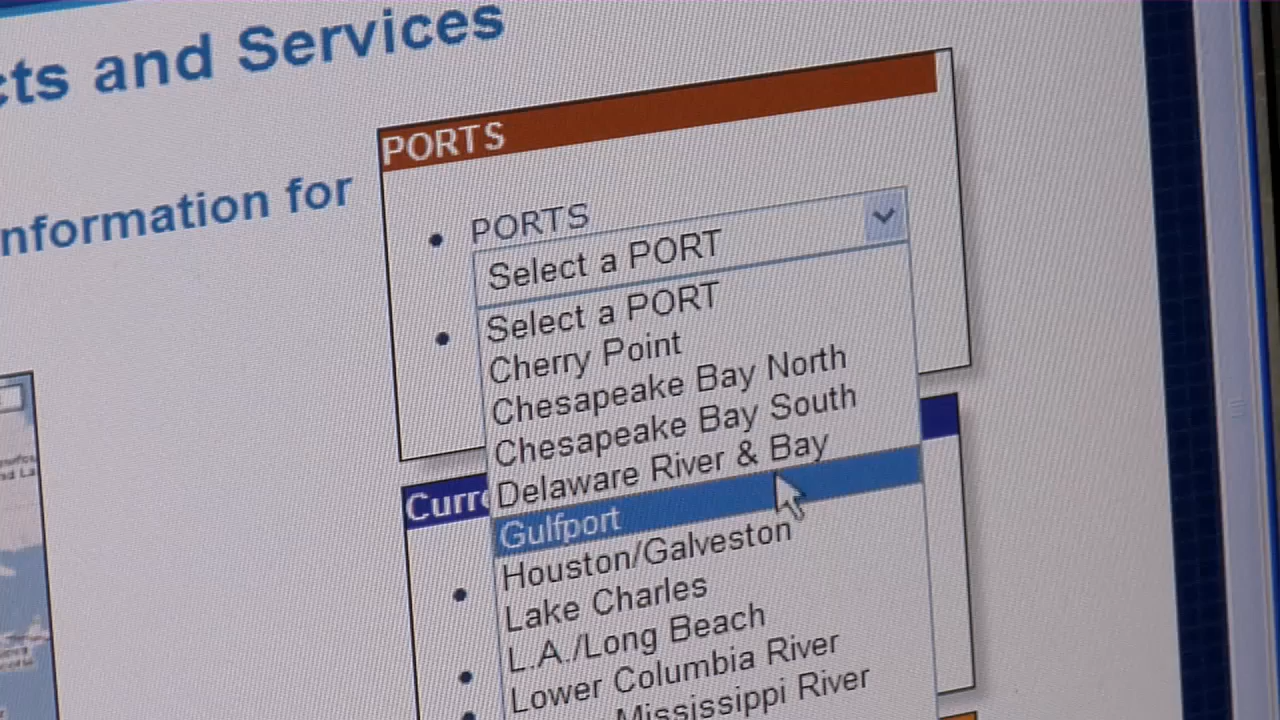 cts and Services
nformation for
PORTS
PORTS
Select a PORT
Select a PORT
Cherry Point
Chesapeake Bay North
Chesapeake Bay South
Delaware River & Bay
Gulfport
Houston/Galveston
Lake Charles
L.A./Long Beach
Lower Columbia River
Mississippi River
Curre